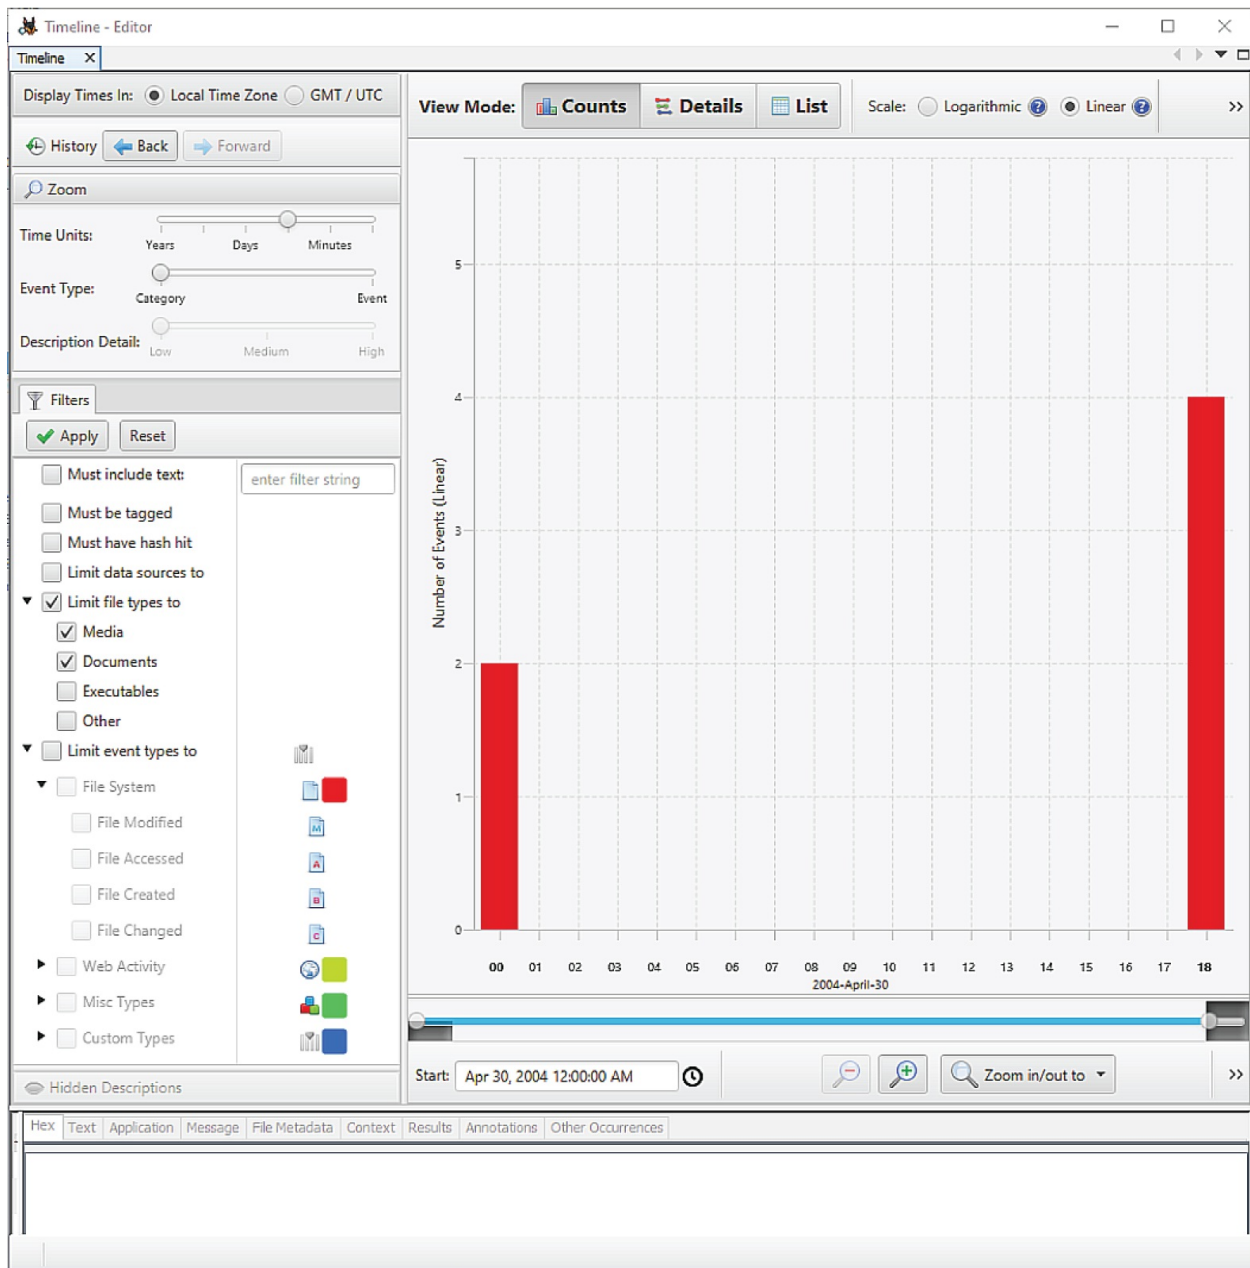 Timeline - Editor
Timeline X
Display Times In: Local Time Zone GMT / UTC
History Back Forward
Zoom
Time Units:
Years Days Minutes
Event Type:
Category Event
Description Detail:
Low Medium High
Filters
Apply Reset
Must include text: enter filter string
Must be tagged
Must have hash hit
Limit data sources to
Limit file types to
Media
Documents
Executables
Other
Limit event types to
File System
File Modified M
File Accessed A
File Created B
File Changed C
Web Activity
Misc Types
Custom Types
Hidden Descriptions
View Mode: Counts Details List Scale: Logarithmic ? Linear ? >>
Number of Events (Linear)
5
4
3
2
1
0
00 01 02 03 04 05 06 07 08 09 10 11 12 13 14 15 16 17 18
2004-April-30
Start: Apr 30, 2004 12:00:00 AM Zoom in/out to >>
Hex Text Application Message File Metadata Context Results Annotations Other Occurrences